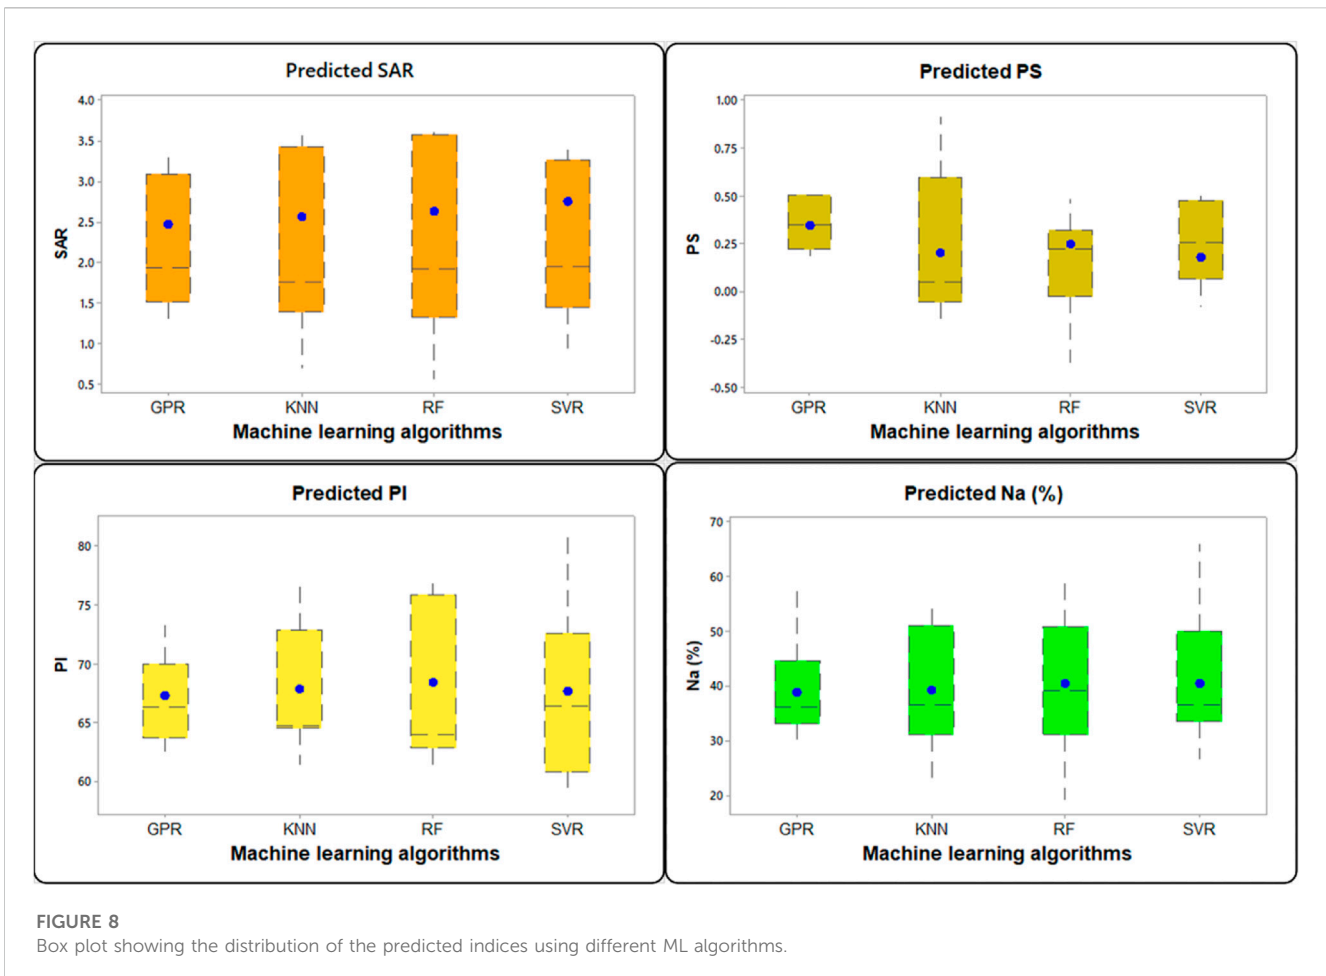 Predicted SAR
4.0
3.5
3.0
2.5
2.0
1.5
1.0
0.5
SAR
GPR KNN RF SVR
Machine learning algorithms
Predicted PS
1.00
0.75
0.50
0.25
0.00
-0.25
-0.50
PS
GPR KNN RF SVR
Machine learning algorithms
Predicted PI
80
75
70
65
60
PI
GPR KNN RF SVR
Machine learning algorithms
Predicted Na (%)
70
60
50
40
30
20
Na (%)
GPR KNN RF SVR
Machine learning algorithms
FIGURE 8
Box plot showing the distribution of the predicted indices using different ML algorithms.